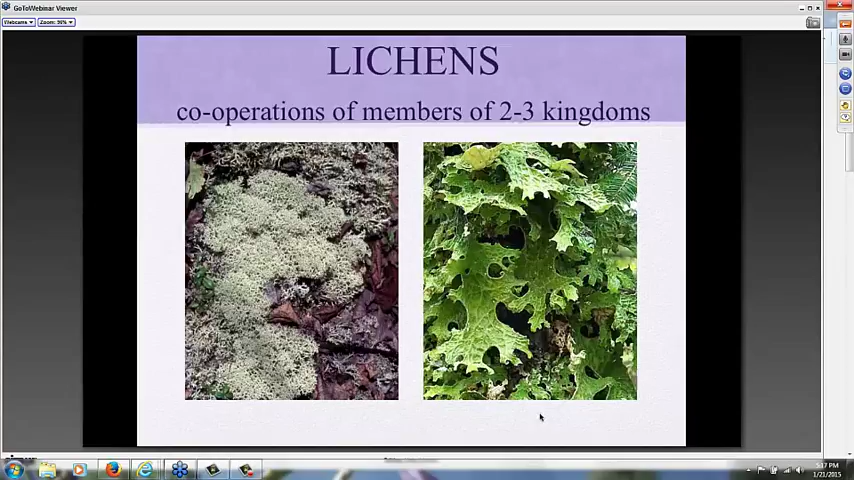 GoToWebinar Viewer
Webcams
Zoom: 96%
LICHENS
co-operations of members of 2-3 kingdoms
5:17 PM
1/21/2015